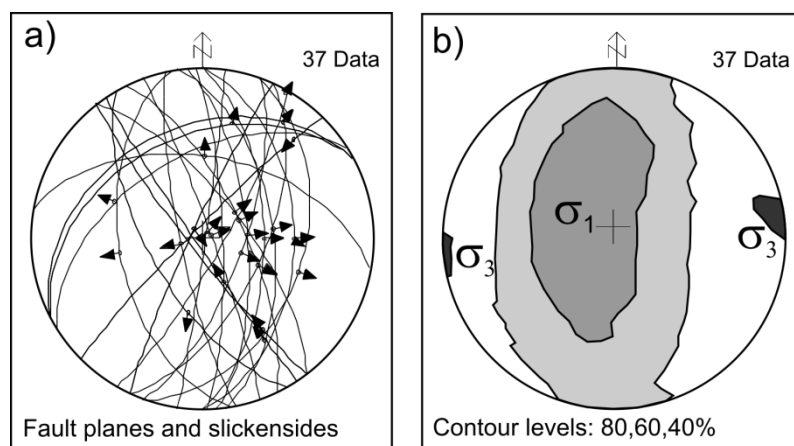 a)
N
37 Data
Fault planes and slickensides
b)
N
37 Data
σ1
σ3
σ3
Contour levels: 80,60,40%